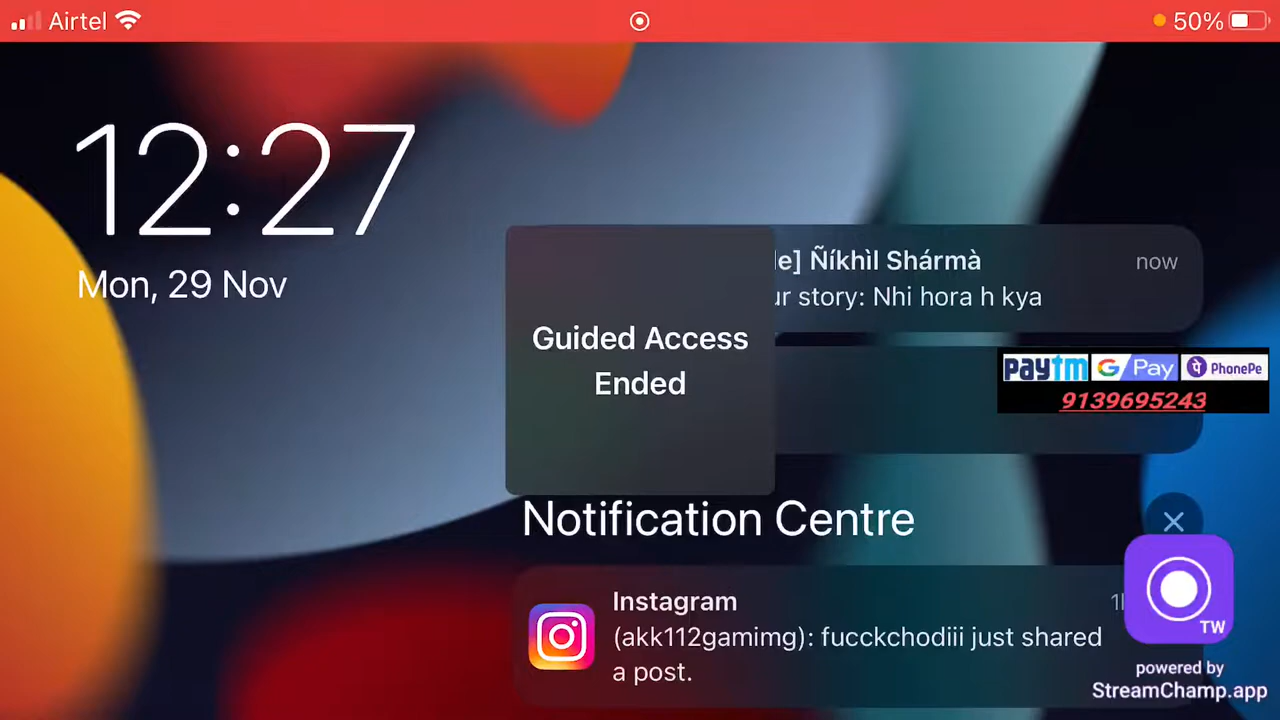 Airtel
50%
12:27
Mon, 29 Nov
le] Ñíkhìl Shármà
now
ur story: Nhi hora h kya
Guided Access
Ended
paytm
G Pay
PhonePe
9139695243
Notification Centre
Instagram
(akk112gamimg): fucckchodiii just shared
a post.
TW
powered by
StreamChamp.app